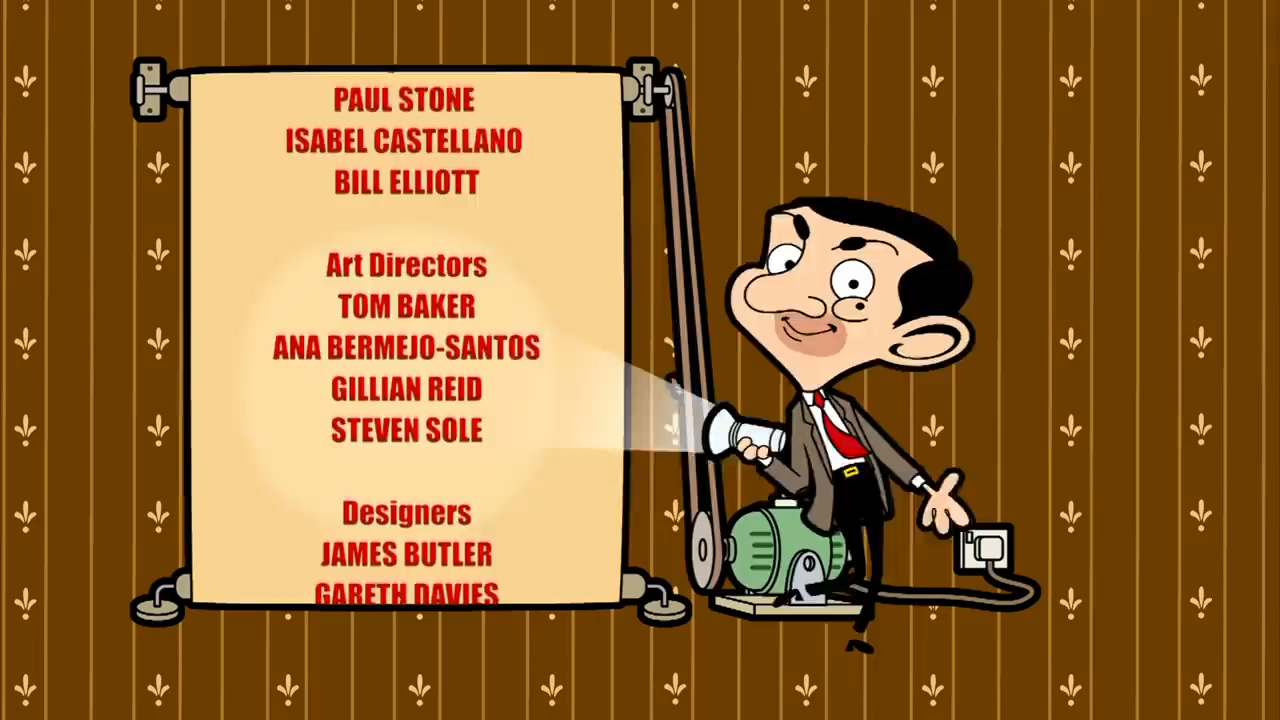 PAUL STONE
ISABEL CASTELLANO
BILL ELLIOTT
Art Directors
TOM BAKER
ANA BERMEJO-SANTOS
GILLIAN REID
STEVEN SOLE
Designers
JAMES BUTLER
GARETH DAVIES